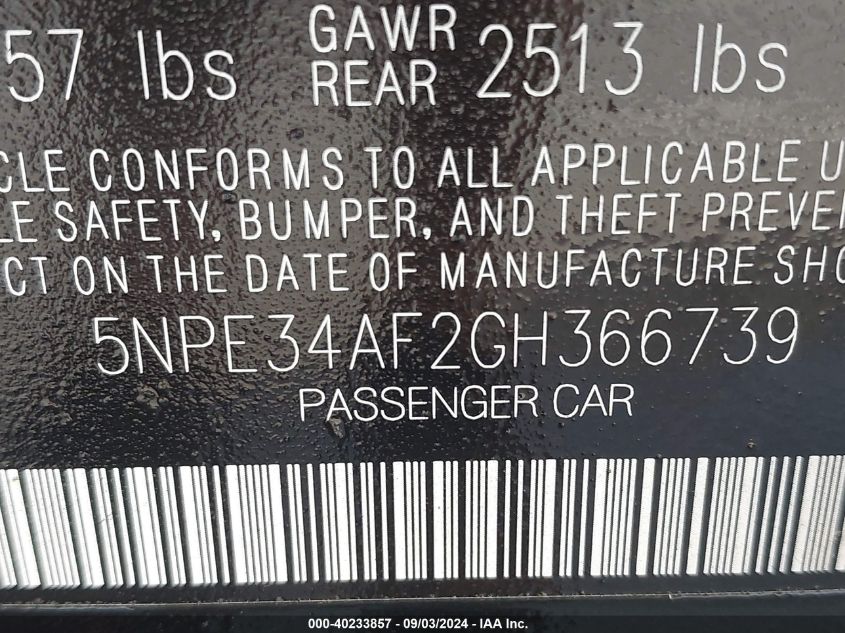 57 lbs GAWR REAR 2513 lbs
CLE CONFORMS TO ALL APPLICABLE U
LE SAFETY, BUMPER, AND THEFT PREVE
CT ON THE DATE OF MANUFACTURE SHO
5NPE34AF2GH366739
PASSENGER CAR
000-40233857 - 09/03/2024 - IAA Inc.